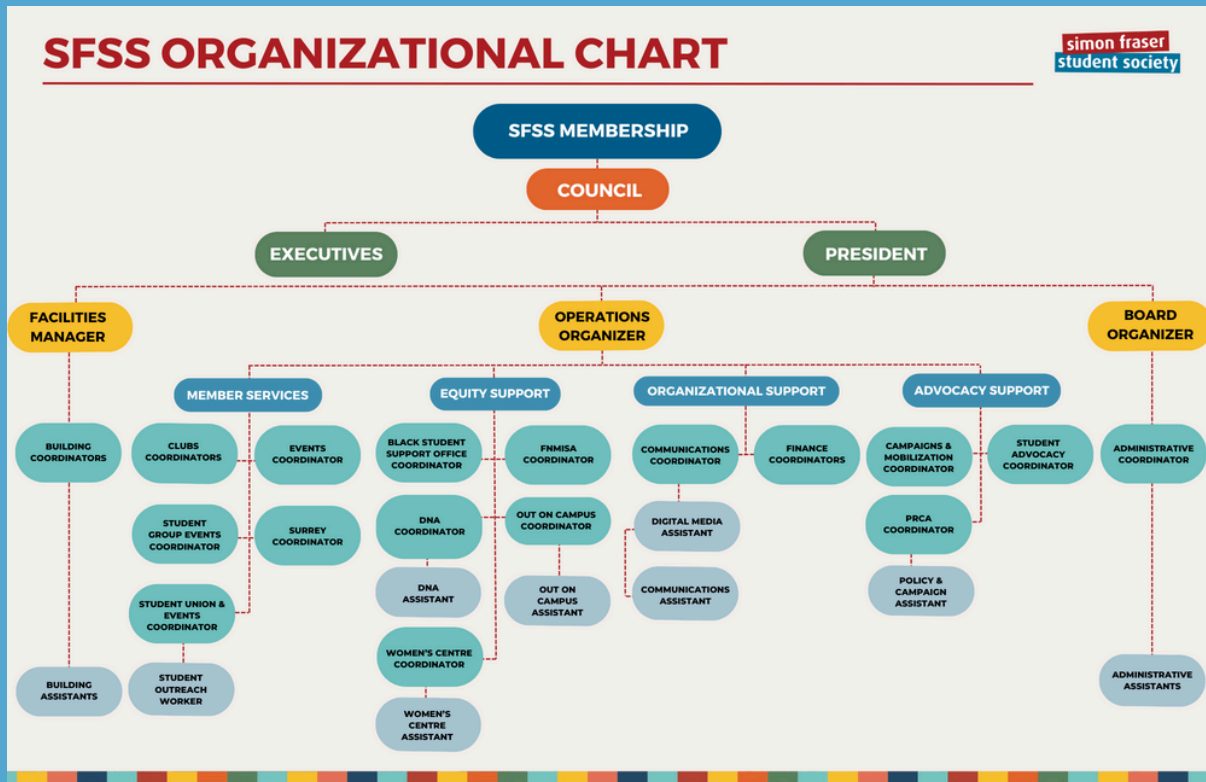 SFSS ORGANIZATIONAL CHART
simon fraser
student society
SFSS MEMBERSHIP
COUNCIL
EXECUTIVES
PRESIDENT
FACILITIES
MANAGER
OPERATIONS
ORGANIZER
BOARD
ORGANIZER
MEMBER SERVICES
EQUITY SUPPORT
ORGANIZATIONAL SUPPORT
ADVOCACY SUPPORT
BUILDING
COORDINATORS
CLUBS
COORDINATORS
EVENTS
COORDINATOR
BLACK STUDENT
SUPPORT OFFICE
COORDINATOR
FNMISA
COORDINATOR
COMMUNICATIONS
COORDINATOR
FINANCE
COORDINATORS
CAMPAIGNS &
MOBILIZATION
COORDINATOR
STUDENT
ADVOCACY
COORDINATOR
ADMINISTRATIVE
COORDINATOR
STUDENT
GROUP EVENTS
COORDINATOR
SURREY
COORDINATOR
DNA
COORDINATOR
OUT ON CAMPUS
COORDINATOR
DIGITAL MEDIA
ASSISTANT
PRCA
COORDINATOR
STUDENT UNION &
EVENTS
COORDINATOR
DNA
ASSISTANT
OUT ON
CAMPUS
ASSISTANT
COMMUNICATIONS
ASSISTANT
POLICY &
CAMPAIGN
ASSISTANT
WOMEN'S CENTRE
COORDINATOR
BUILDING
ASSISTANTS
STUDENT
OUTREACH
WORKER
WOMEN'S
CENTRE
ASSISTANT
ADMINISTRATIVE
ASSISTANTS